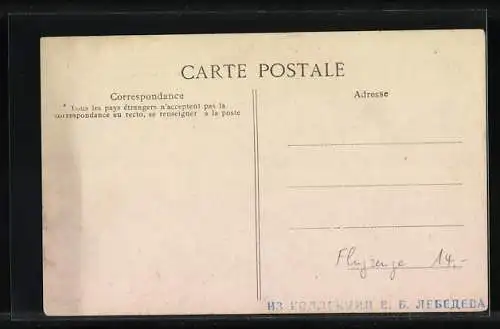 CARTE POSTALE
Correspondance
Adresse
* Tous les pays étrangers n'acceptent pas la
correspondance au recto, se renseigner à la poste
Flugzeuge 14,-
ИЗ КОЛЛЕКЦИИ Е. Б. ЛЕБЕДЕВА